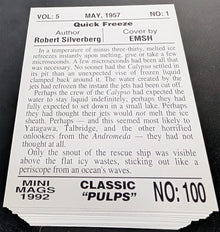 VOL: 5 MAY, 1957 NO: 1
Quick Freeze
Author Cover by
Robert Silverberg EMSH
In a temperature of minus three-thirty, melted ice
refreezes instantly upon melting, give or take a few
microseconds. A few microseconds had been all that
was necessary. No sooner had the Calypso settled in
its pit than an unexpected vise of frozen liquid
clamped back around it. The water caused by the jets
had returned to the instant the jets had been cut off.
Perhaps the crew of the Calypso had expected the
water to stay liquid indefinitely; perhaps they had
fully expected to come to rest in a small lake. Perhaps
they had thought their jets would not melt the ice
sheet. Perhaps — and this seemed most likely to
Yatagawa, Talbridge, and the other horrified
onlookers from the Andromeda — they had not
thought at all.
Only the snout of the rescue ship was visible
above the flat icy wastes, sticking out like a
periscope from an ocean's waves.
MINI
MAGS
1992
CLASSIC
"PULPS"
NO: 100